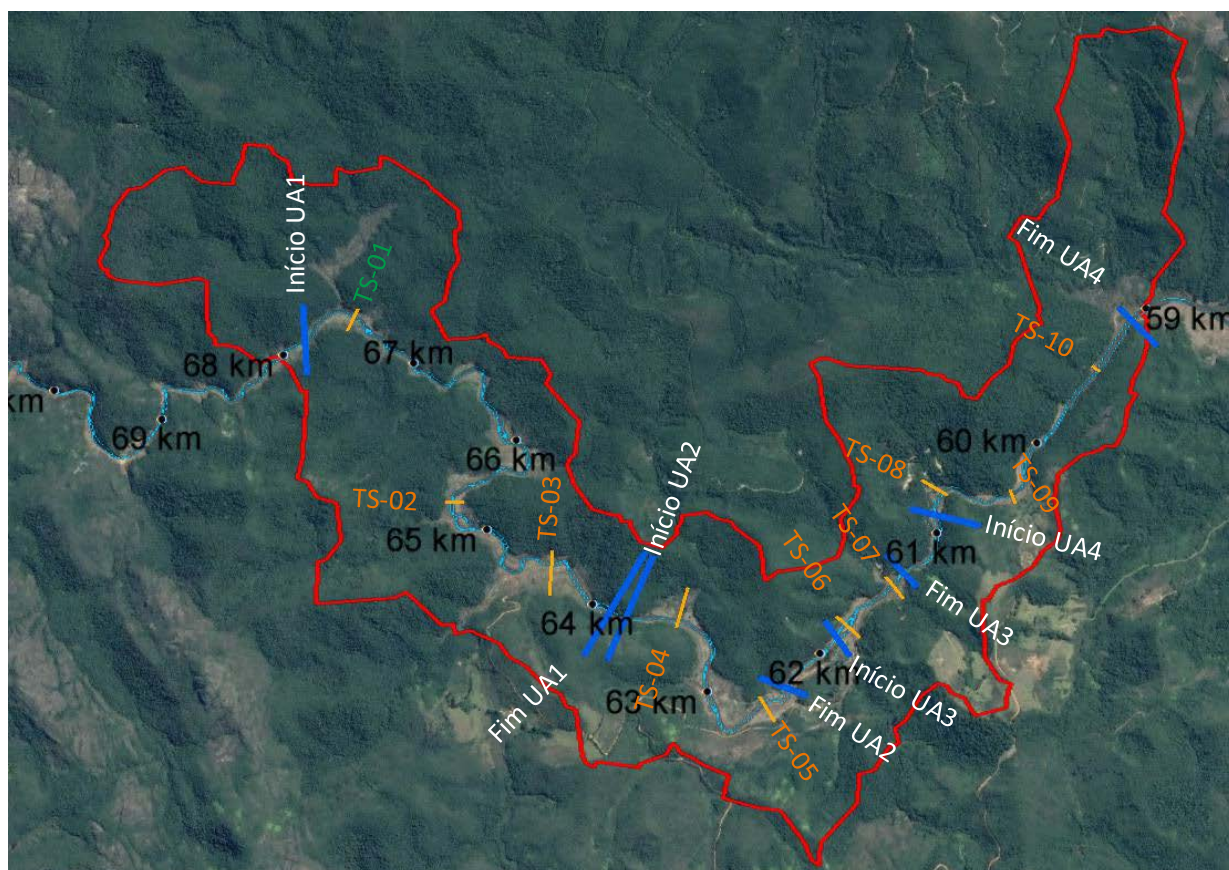 Início UA1
TS-01
Fim UA4
59 km
TS-10
68 km
67 km
km
69 km
66 km
60 km
TS-08
TS-09
TS-02
TS-03
Início UA2
65 km
Início UA4
TS-07
61 km
TS-06
Fim UA3
64 km
TS-04
62 km
Início UA3
Fim UA1
63 km
Fim UA2
TS-05